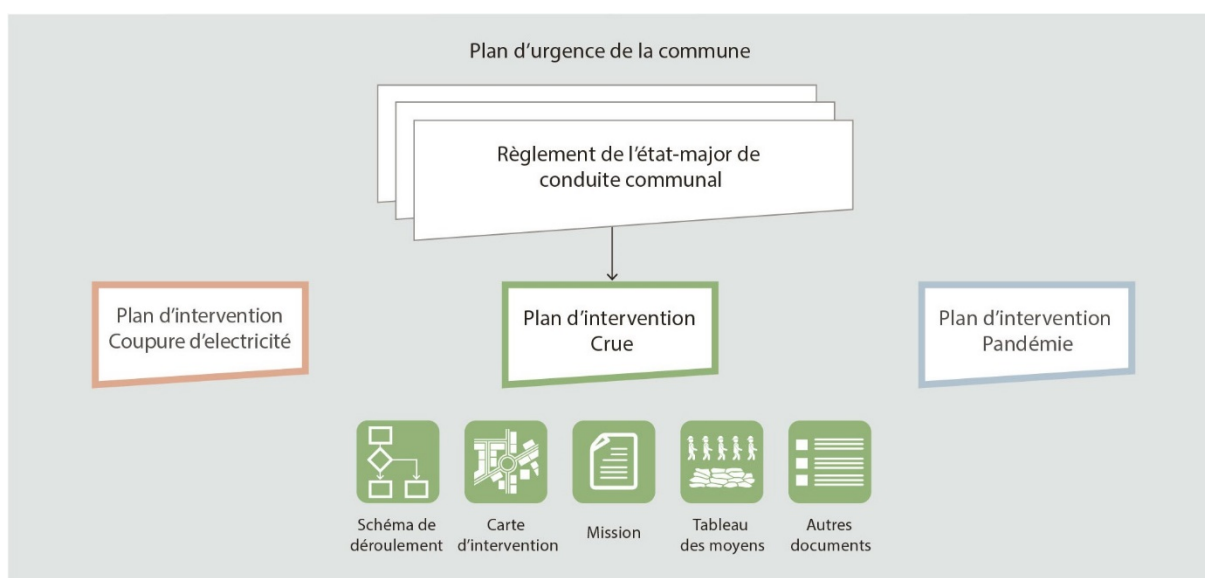 Plan d’urgence de la commune
Règlement de l’état-major de
conduite communal
Plan d’intervention
Coupure d’electricité
Plan d’intervention
Crue
Plan d’intervention
Pandémie
Schéma de
déroulement
Carte
d’intervention
Mission
Tableau
des moyens
Autres
documents